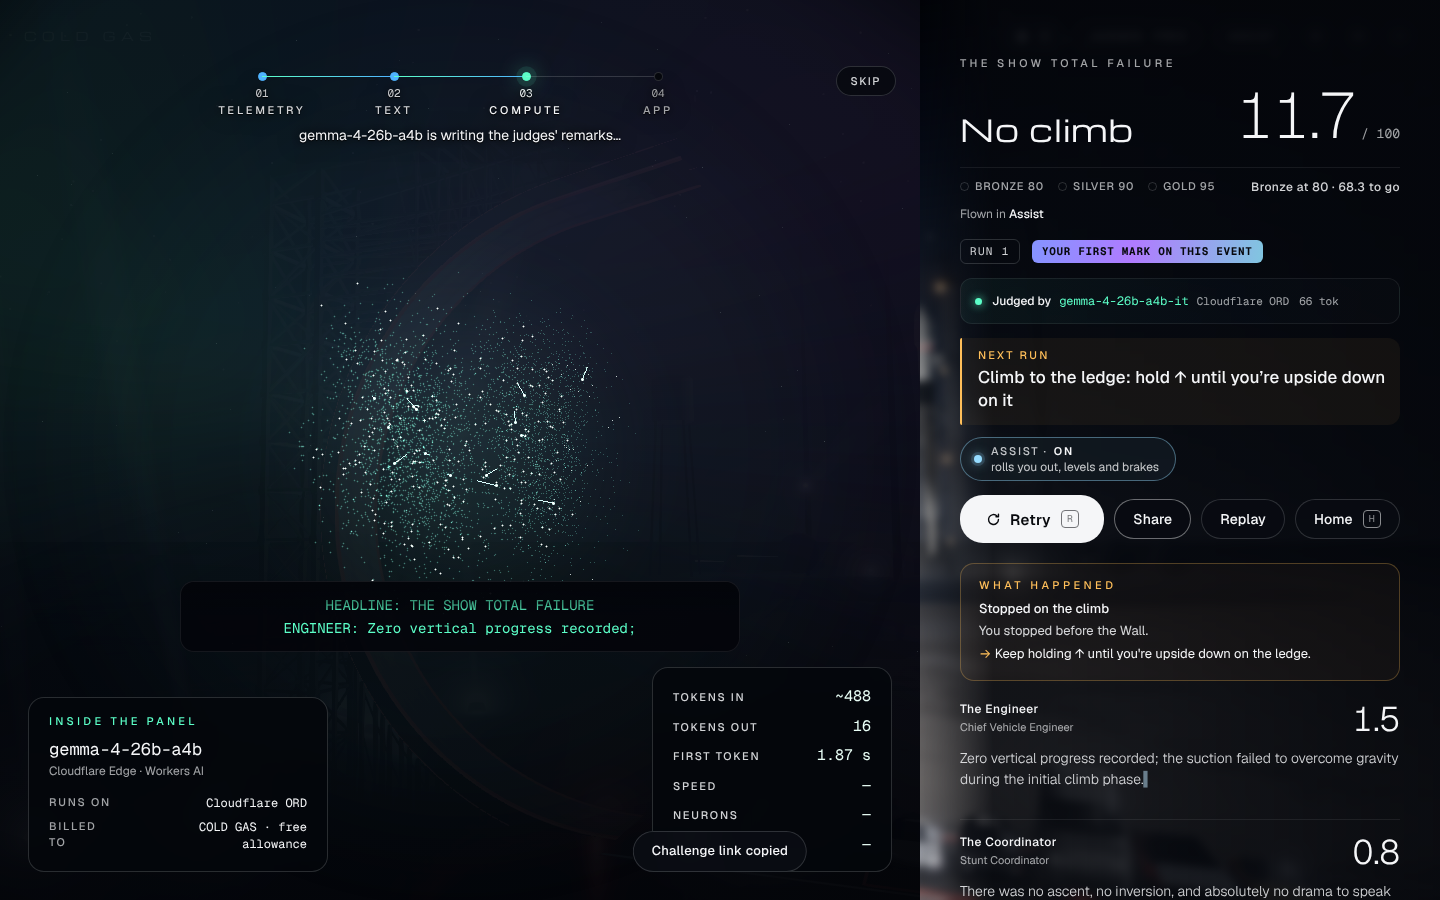 COLD GAS
01
TELEMETRY
02
TEXT
03
COMPUTE
04
APP
SKIP
gemma-4-26b-a4b is writing the judges' remarks…
HEADLINE: THE SHOW TOTAL FAILURE
ENGINEER: Zero vertical progress recorded;
INSIDE THE PANEL
gemma-4-26b-a4b
Cloudflare Edge · Workers AI
RUNS ON Cloudflare ORD
BILLED TO COLD GAS · free allowance
TOKENS IN ~488
TOKENS OUT 16
FIRST TOKEN 1.87 s
SPEED —
NEURONS —
—
Challenge link copied
THE SHOW TOTAL FAILURE
No climb 11.7 / 100
BRONZE 80 SILVER 90 GOLD 95 Bronze at 80 · 68.3 to go
Flown in Assist
RUN 1 YOUR FIRST MARK ON THIS EVENT
Judged by gemma-4-26b-a4b-it Cloudflare ORD 66 tok
NEXT RUN
Climb to the ledge: hold ↑ until you're upside down
on it
ASSIST · ON
rolls you out, levels and brakes
Retry R Share Replay Home H
WHAT HAPPENED
Stopped on the climb
You stopped before the Wall.
→ Keep holding ↑ until you're upside down on the ledge.
The Engineer
Chief Vehicle Engineer
1.5
Zero vertical progress recorded; the suction failed to overcome gravity
during the initial climb phase.
The Coordinator
Stunt Coordinator
0.8
There was no ascent, no inversion, and absolutely no drama to speak